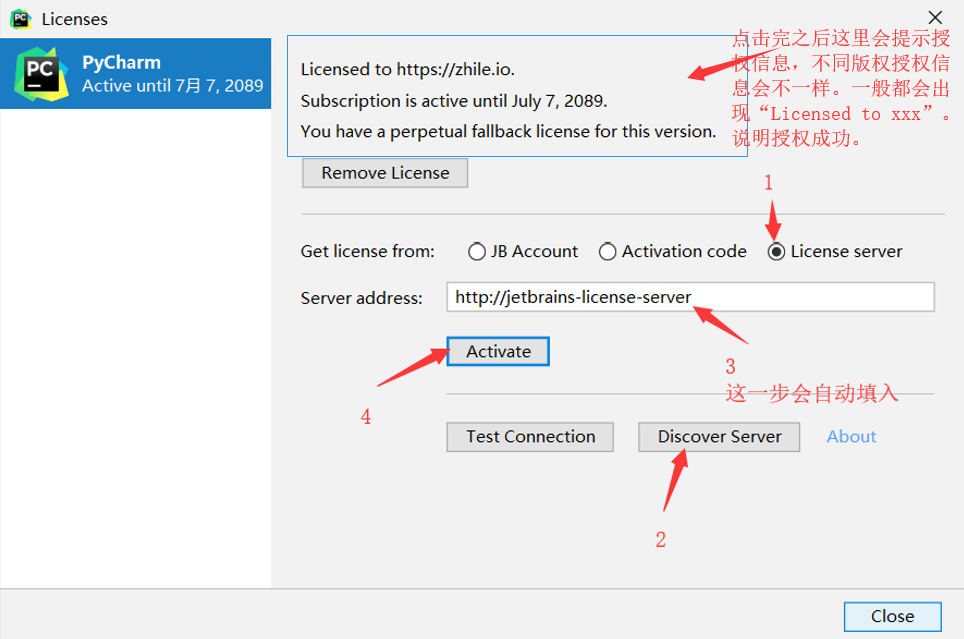 PC Licenses
PC
PyCharm
Active until 7月 7, 2089
Licensed to https://zhile.io.
Subscription is active until July 7, 2089.
You have a perpetual fallback license for this version.
点击完之后这里会提示授
权信息，不同版权授权信
息会不一样。一般都会出
现“Licensed to xxx”。
说明授权成功。
Remove License
1
Get license from: JB Account Activation code License server
Server address: http://jetbrains-license-server
Activate
3
这一步会自动填入
4
Test Connection Discover Server About
2
Close